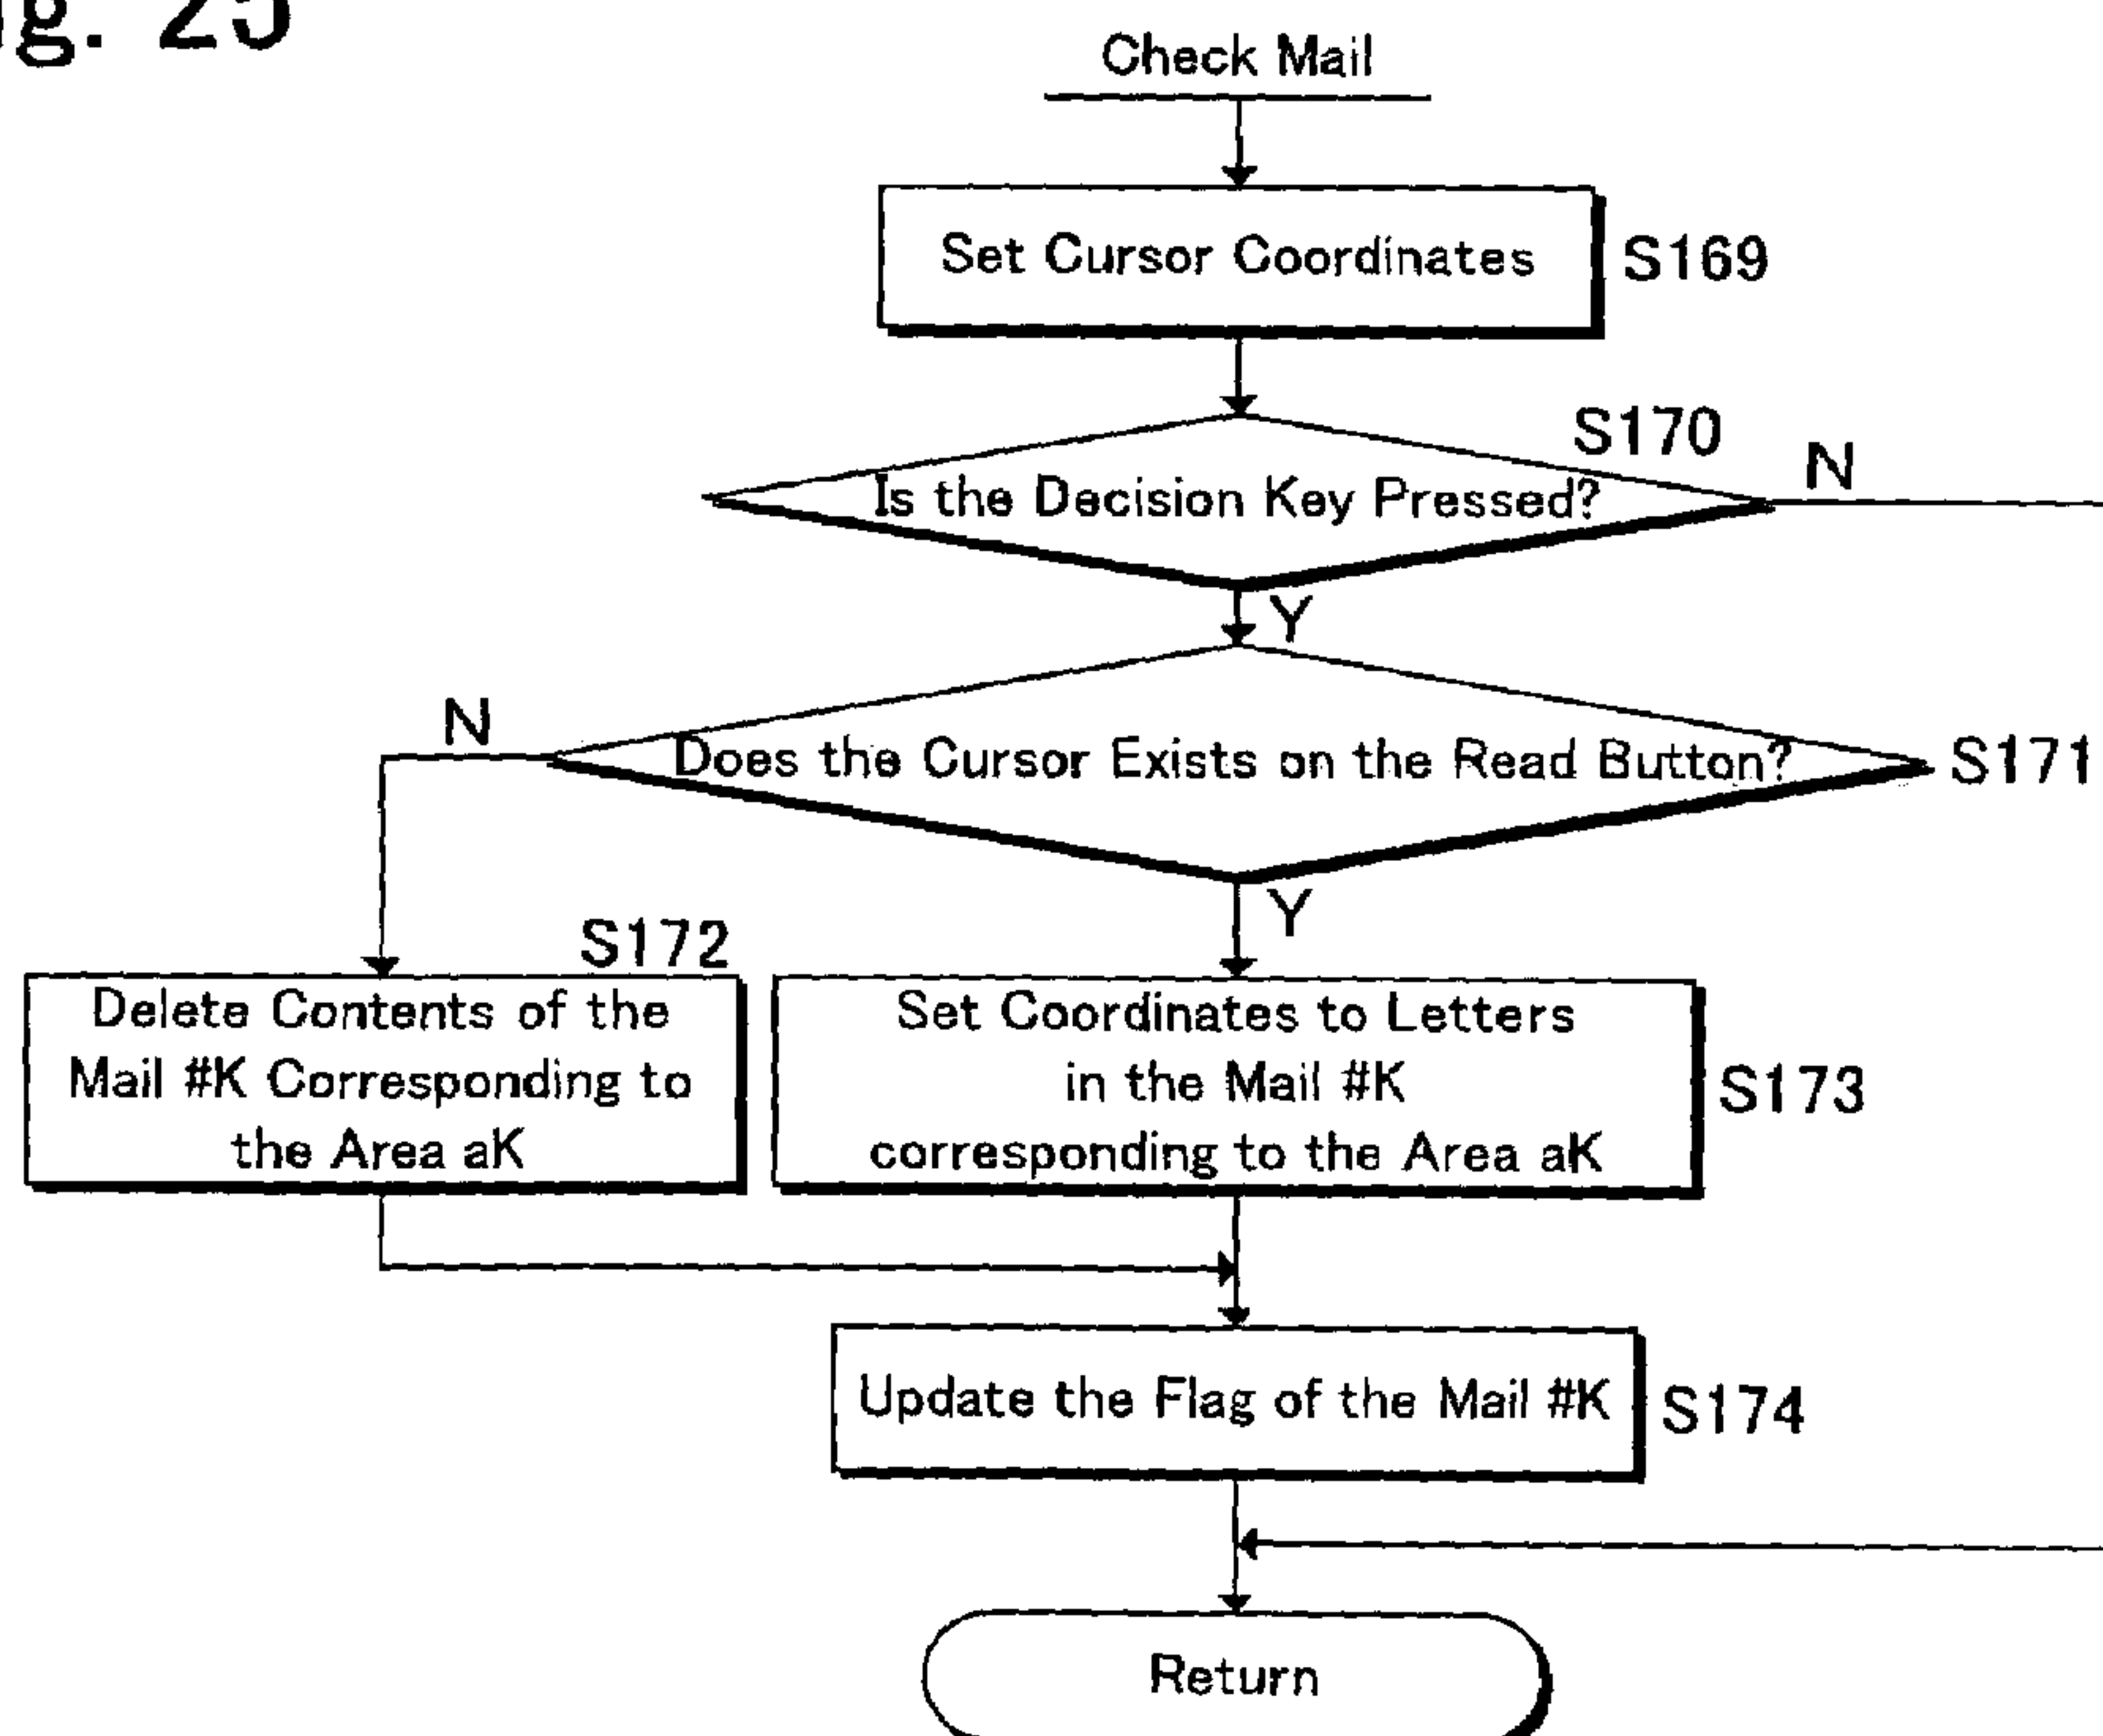 g. 25
Check Mail
Set Cursor Coordinates
S169
S170
N
Is the Decision Key Pressed?
Y
N
Does the Cursor Exists on the Read Button?
S171
Y
S172
Delete Contents of the
Mail #K Corresponding to
the Area aK
Set Coordinates to Letters
in the Mail #K
corresponding to the Area aK
S173
Update the Flag of the Mail #K
S174
Return